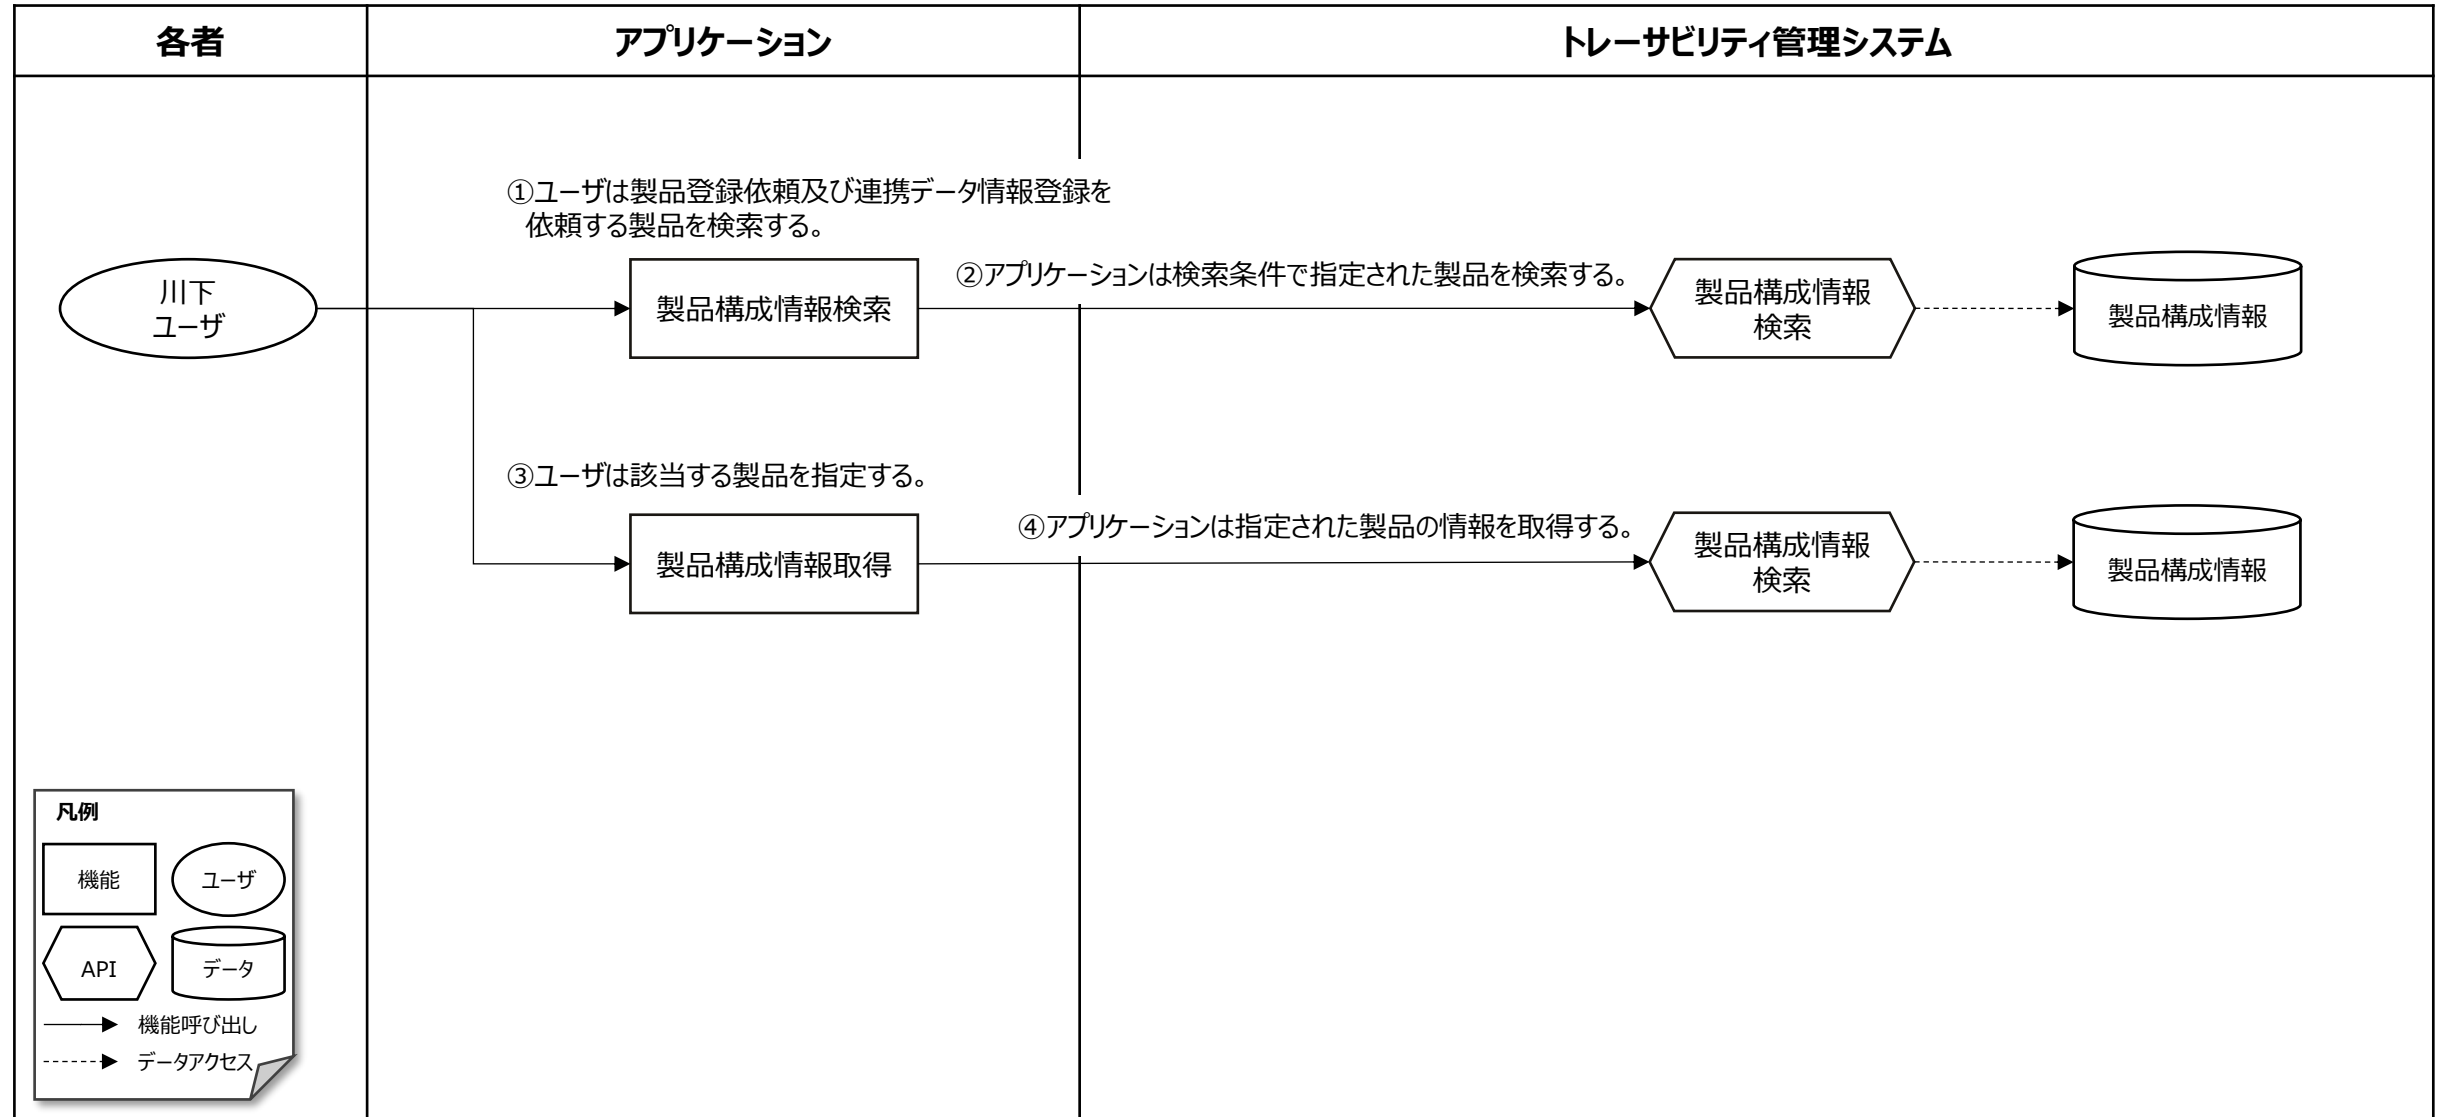 各者
アプリケーション
トレーサビリティ管理システム
①ユーザは製品登録依頼及び連携データ情報登録を
依頼する製品を検索する。
川下
ユーザ
製品構成情報検索
②アプリケーションは検索条件で指定された製品を検索する。
製品構成情報
検索
製品構成情報
③ユーザは該当する製品を指定する。
製品構成情報取得
④アプリケーションは指定された製品の情報を取得する。
製品構成情報
検索
製品構成情報
凡例
機能
ユーザ
API
データ
機能呼び出し
データアクセス